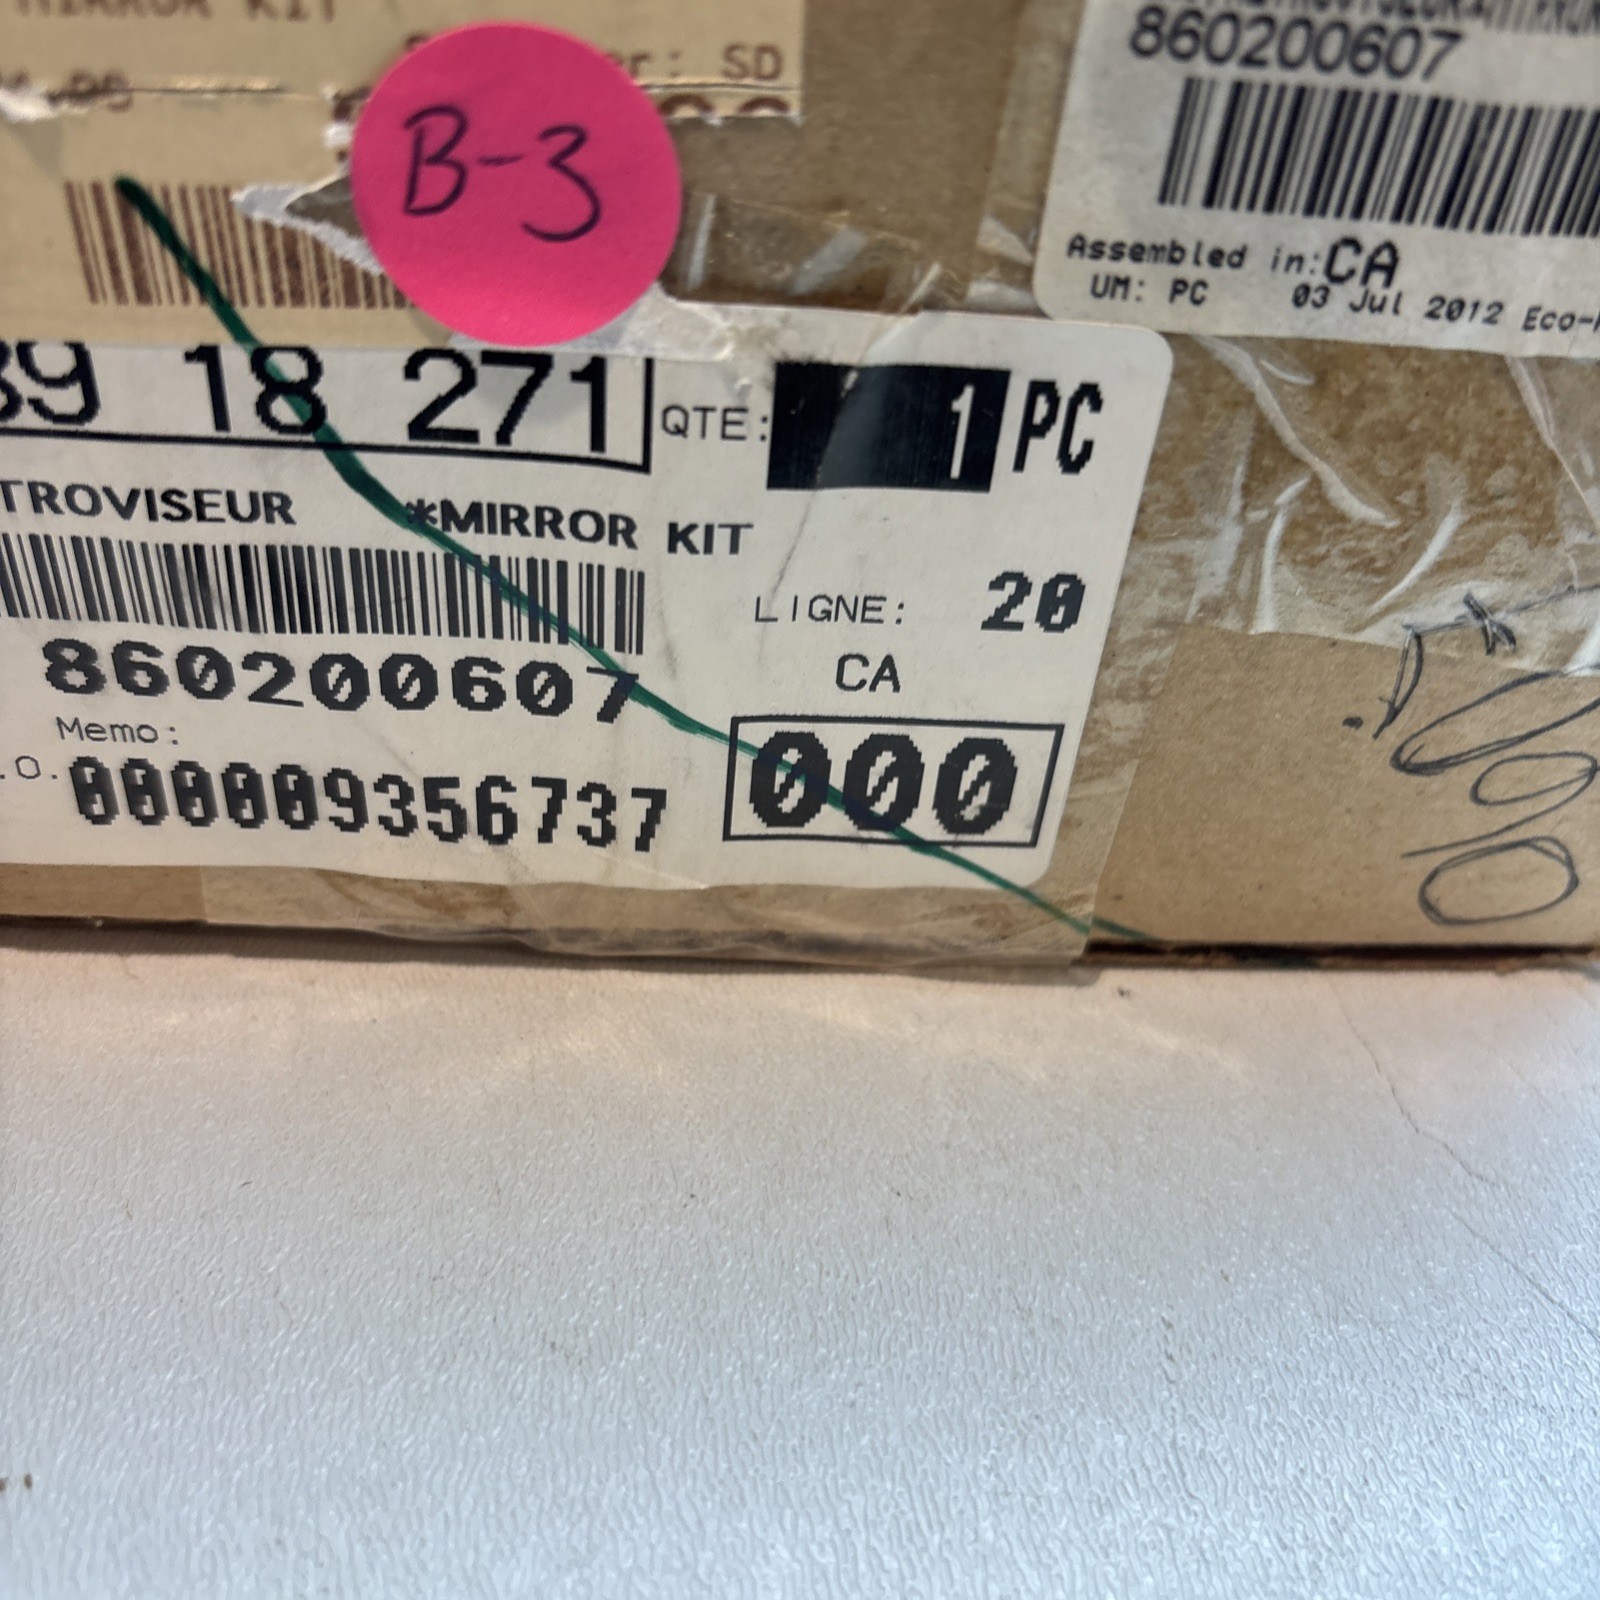 MIRROR KIT
SD
B-3
860200607
Assembled in: CA
UM: PC 03 Jul 2012 Eco-
39 18 271
QTE: 1 PC
TROVISEUR *MIRROR KIT
LIGNE: 20
860200607
CA
Memo:
.O. 000009356737
000